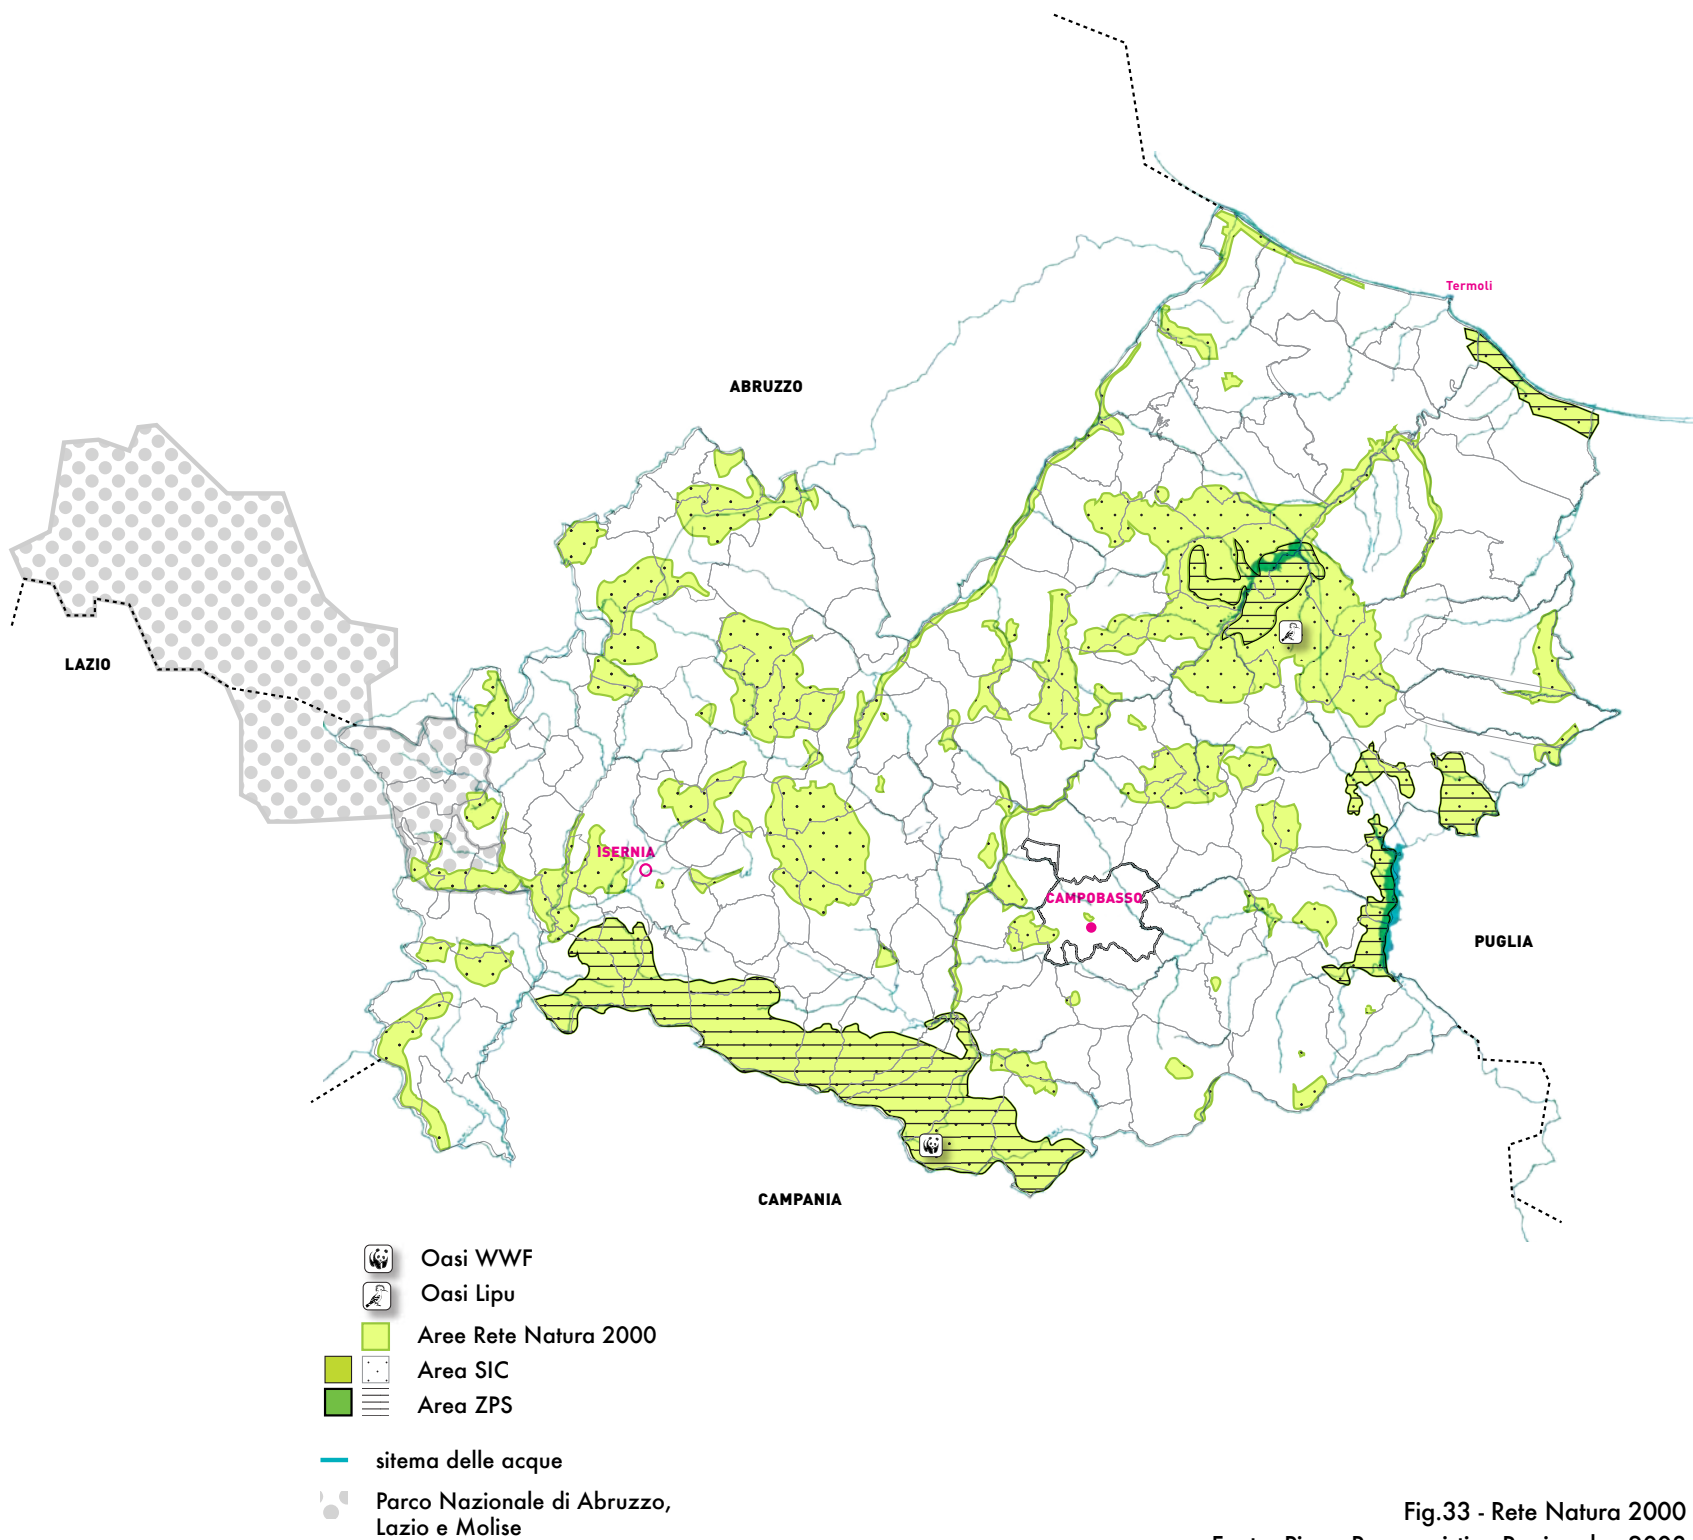 Termoli
ABRUZZO
LAZIO
ISERNIA
CAMPOBASSO
PUGLIA
CAMPANIA
Oasi WWF
Oasi Lipu
Aree Rete Natura 2000
Area SIC
Area ZPS
sitema delle acque
Parco Nazionale di Abruzzo,
Lazio e Molise
Fig.33 - Rete Natura 2000